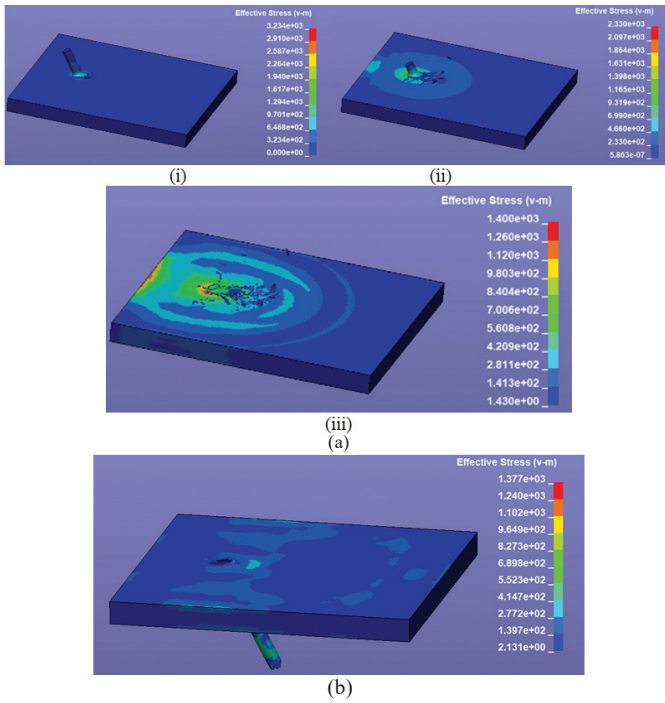 Effective Stress (v-m)
3.234e+03
2.910e+03
2.587e+03
2.264e+03
1.940e+03
1.617e+03
1.294e+03
9.701e+02
6.468e+02
3.234e+02
0.000e+00
(i)
Effective Stress (v-m)
2.330e+03
2.097e+03
1.864e+03
1.631e+03
1.398e+03
1.165e+03
9.319e+02
6.990e+02
4.660e+02
2.330e+02
5.863e-07
(ii)
Effective Stress (v-m)
1.400e+03
1.260e+03
1.120e+03
9.803e+02
8.404e+02
7.006e+02
5.608e+02
4.209e+02
2.811e+02
1.413e+02
1.430e+00
(iii)
(a)
Effective Stress (v-m)
1.377e+03
1.240e+03
1.102e+03
9.649e+02
8.273e+02
6.898e+02
5.523e+02
4.147e+02
2.772e+02
1.397e+02
2.131e+00
(b)